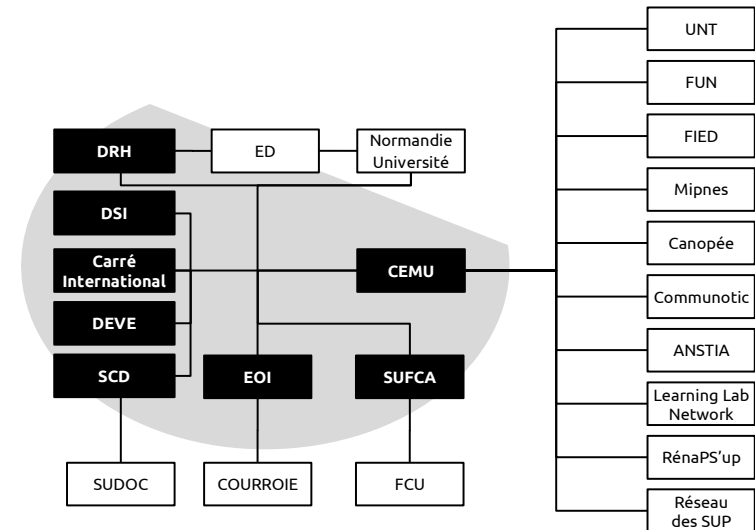 DRH
ED
Normandie
Université
DSI
Carré
International
CEMU
DEVE
SCD
EOI
SUFCA
SUDOC
COURROIE
FCU
UNT
FUN
FIED
Mipnes
Canopée
Communotic
ANSTIA
Learning Lab
Network
RénaPS’up
Réseau
des SUP